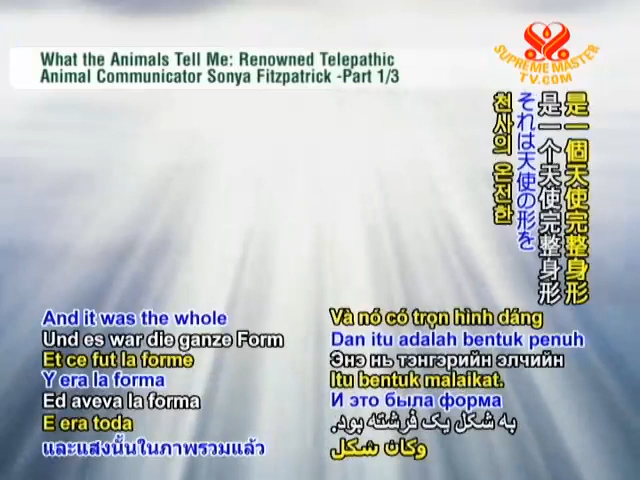 What the Animals Tell Me: Renowned Telepathic
Animal Communicator Sonya Fitzpatrick -Part 1/3
SUPREME MASTER
TV.COM
是一個天使完整身形
是一个天使完整身形
それは天使の形を
천사의 온전한
And it was the whole
Und es war die ganze Form
Et ce fut la forme
Y era la forma
Ed aveva la forma
E era toda
และแสงนั้นในภาพรวมแล้ว
Và nó có trọn hình dáng
Dan itu adalah bentuk penuh
Энэ нь тэнгэрийн элчийн
Itu bentuk malaikat.
И это была форма
به شکل یک فرشته بود.
وكان شكل